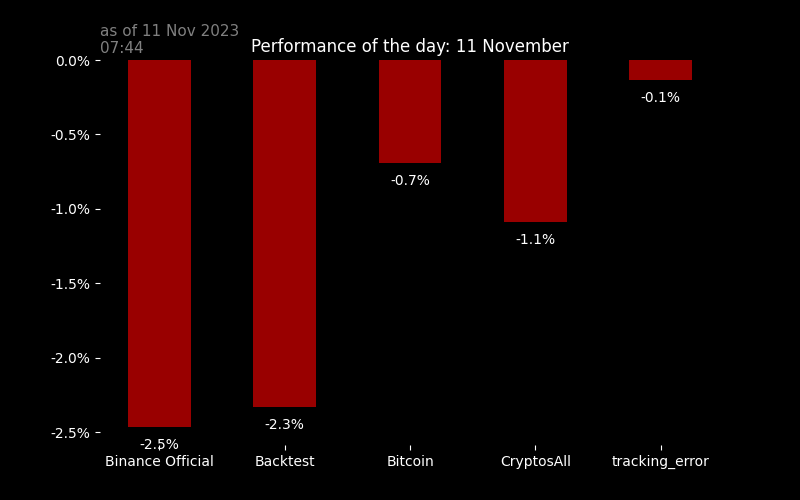 as of 11 Nov 2023
07:44
Performance of the day: 11 November
0.0%
-0.5%
-1.0%
-1.5%
-2.0%
-2.5%
-2.5%
-2.3%
-0.7%
-1.1%
-0.1%
Binance Official
Backtest
Bitcoin
CryptosAll
tracking_error